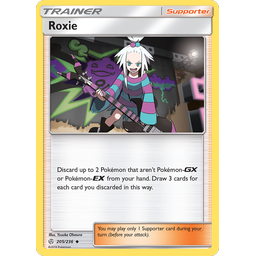 TRAINER Supporter
Roxie
Discard up to 2 Pokémon that aren't Pokémon-GX
or Pokémon-EX from your hand. Draw 3 cards for
each card you discarded in this way.
You may play only 1 Supporter card during your
turn (before your attack).
Illus. Yusuke Ohmura
205/236